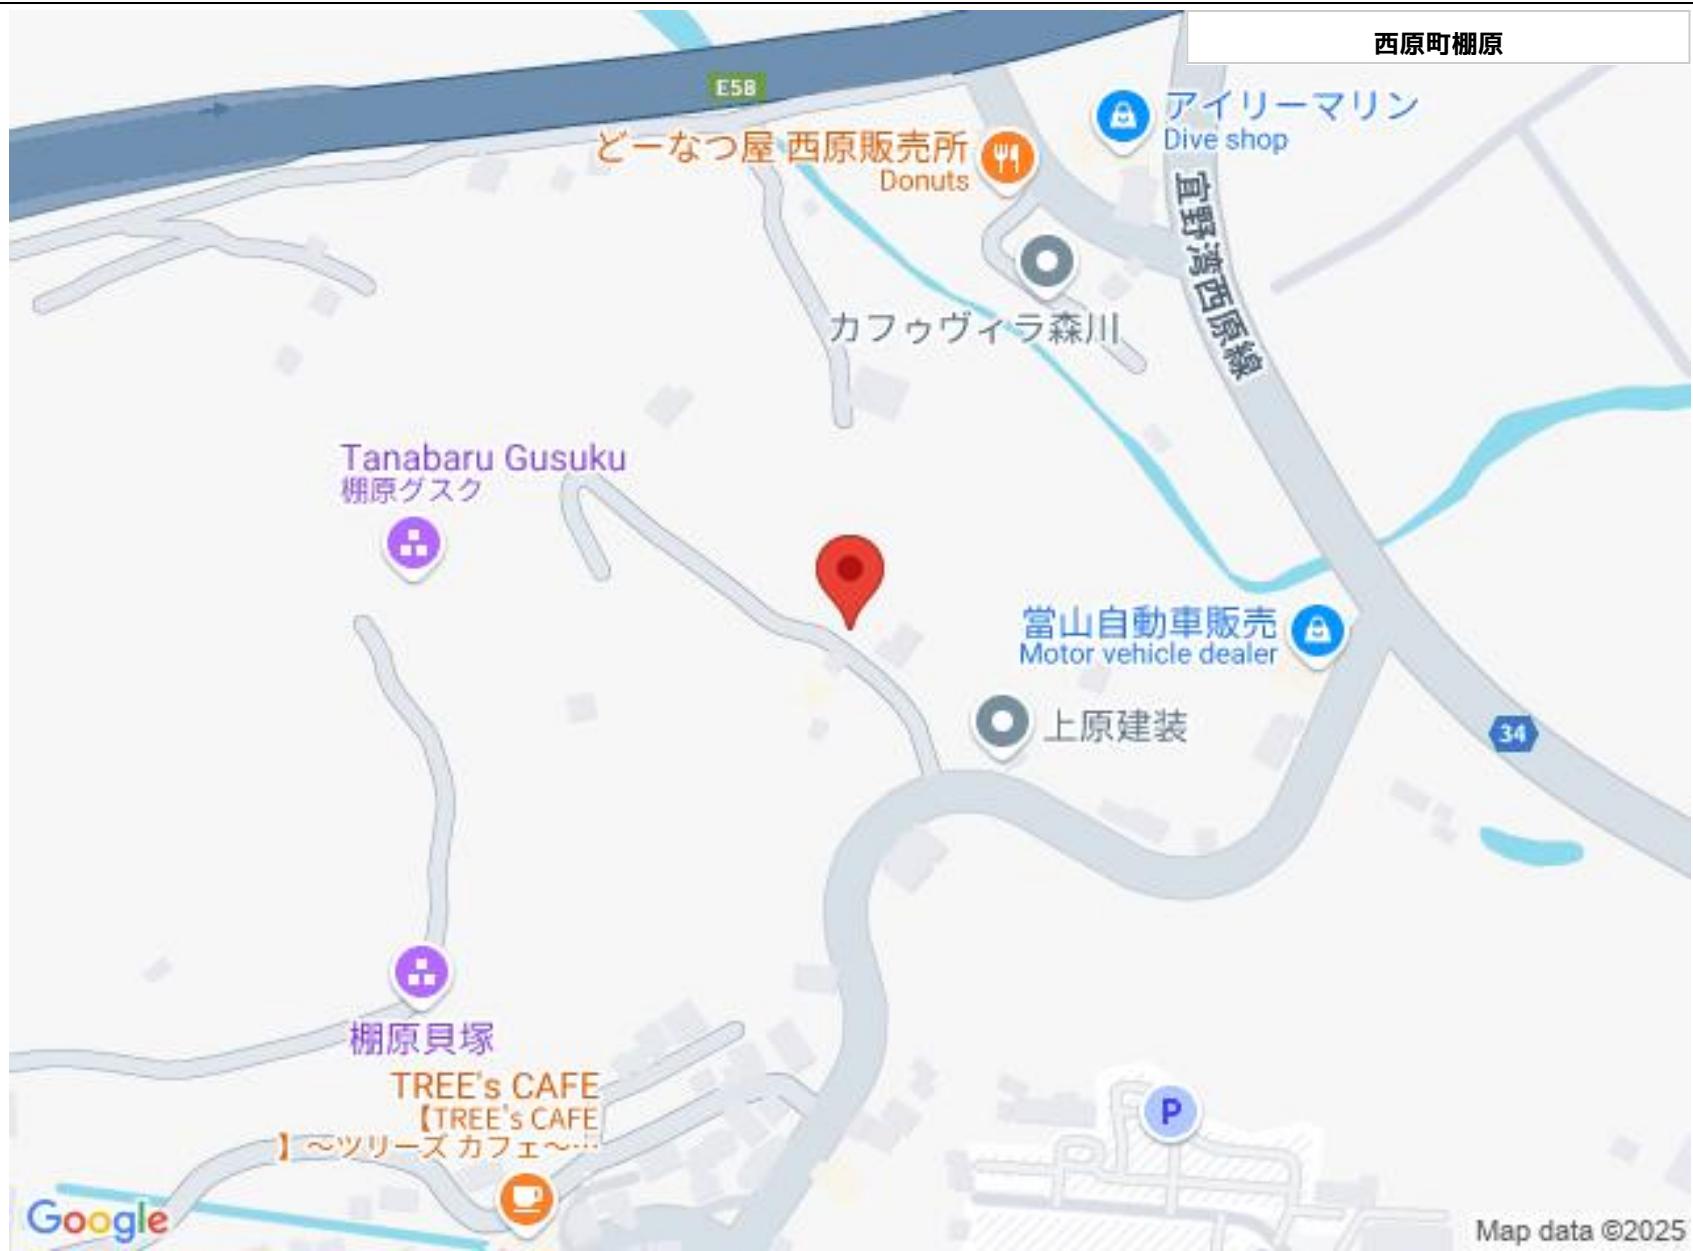 西原町棚原
E58
アイリーマリン
Dive shop
どーなつ屋 西原販売所
Donuts
宜野湾西原線
カフゥヴィラ森川
Tanabaru Gusuku
棚原グスク
當山自動車販売
Motor vehicle dealer
上原建装
34
棚原貝塚
TREE's CAFE
【TREE's CAFE
】〜ツリーズ カフェ〜…
P
Google
Map data ©2025